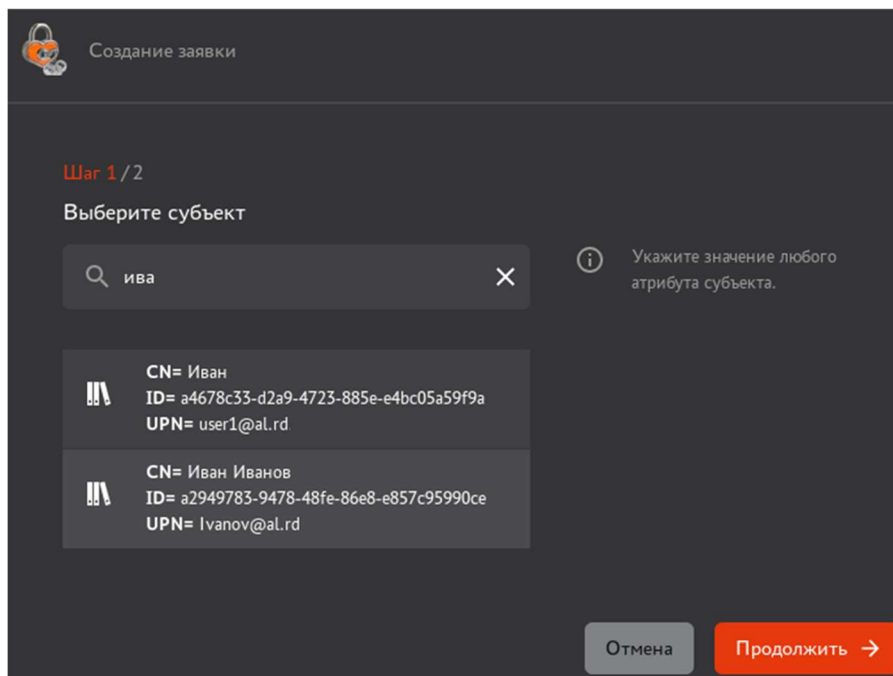 Создание заявки
Шаг 1 / 2
Выберите субъект
ива
Укажите значение любого
атрибута субъекта.
CN= Иван
ID= a4678c33-d2a9-4723-885e-e4bc05a59f9a
UPN= user1@al.rd
CN= Иван Иванов
ID= a2949783-9478-48fe-86e8-e857c95990ce
UPN= Ivanov@al.rd
Отмена
Продолжить →